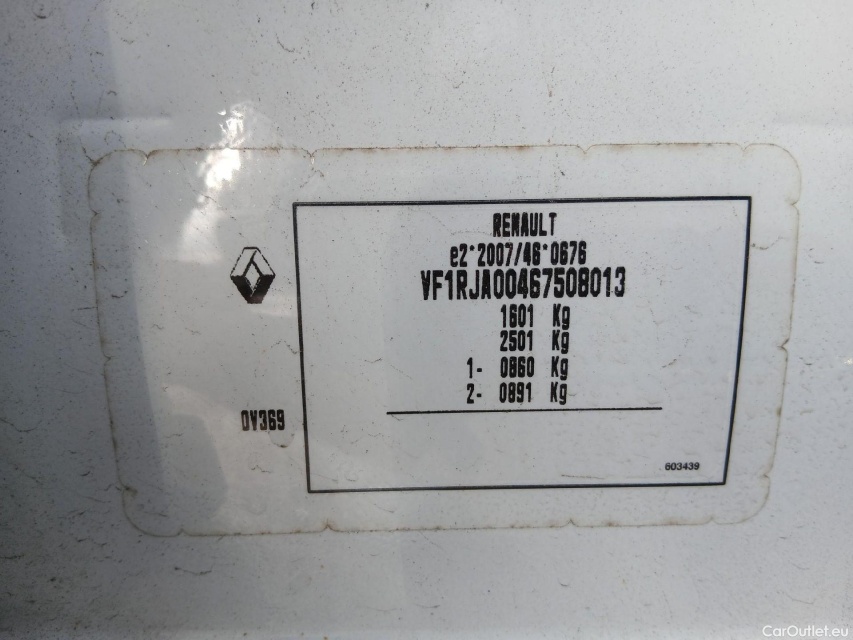 RENAULT
e2*2007/46*0676
VF1RJA00467508013
1601 Kg
2501 Kg
1- 0860 Kg
2- 0891 Kg
DV369
603439
CarOutlet.eu